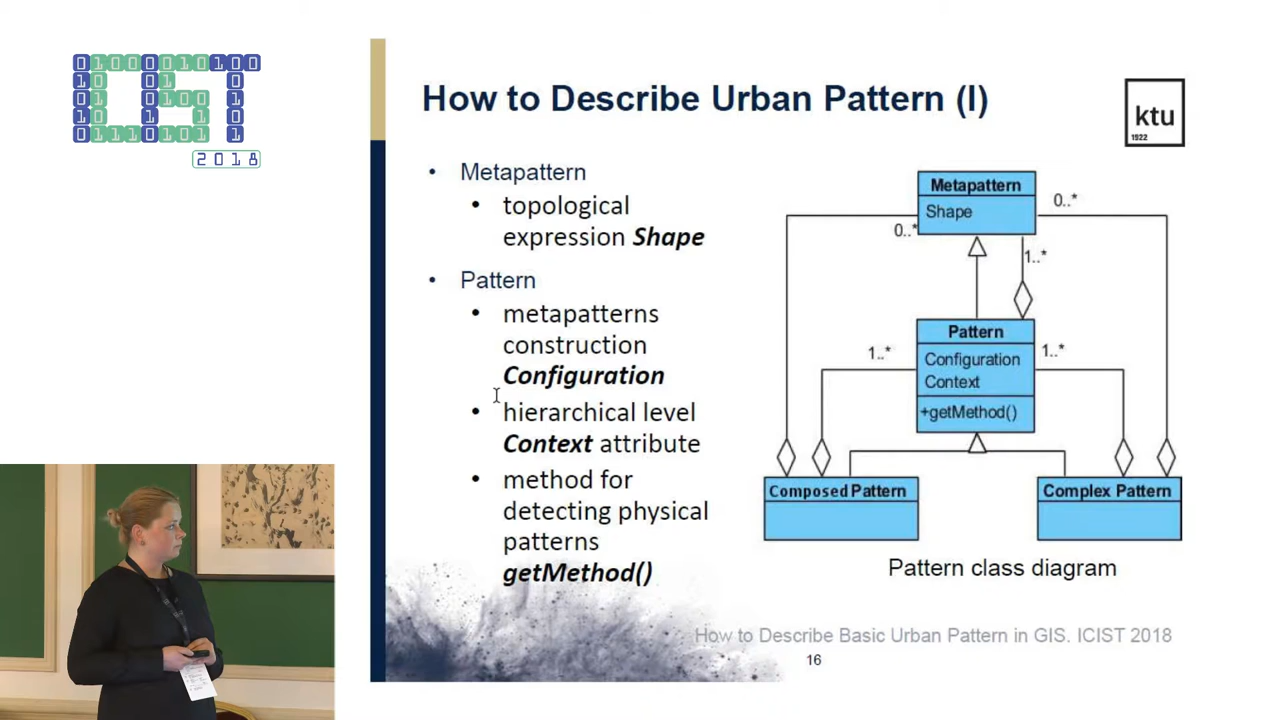 2018
How to Describe Urban Pattern (I)
ktu
1922
• Metapattern
• topological
expression Shape
• Pattern
• metapatterns
construction
Configuration
• hierarchical level
Context attribute
• method for
detecting physical
patterns
getMethod()
Metapattern
Shape
0..*
0..*
1..*
Pattern
Configuration
Context
+getMethod()
1..*
1..*
Composed Pattern
Complex Pattern
Pattern class diagram
How to Describe Basic Urban Pattern in GIS. ICIST 2018
16